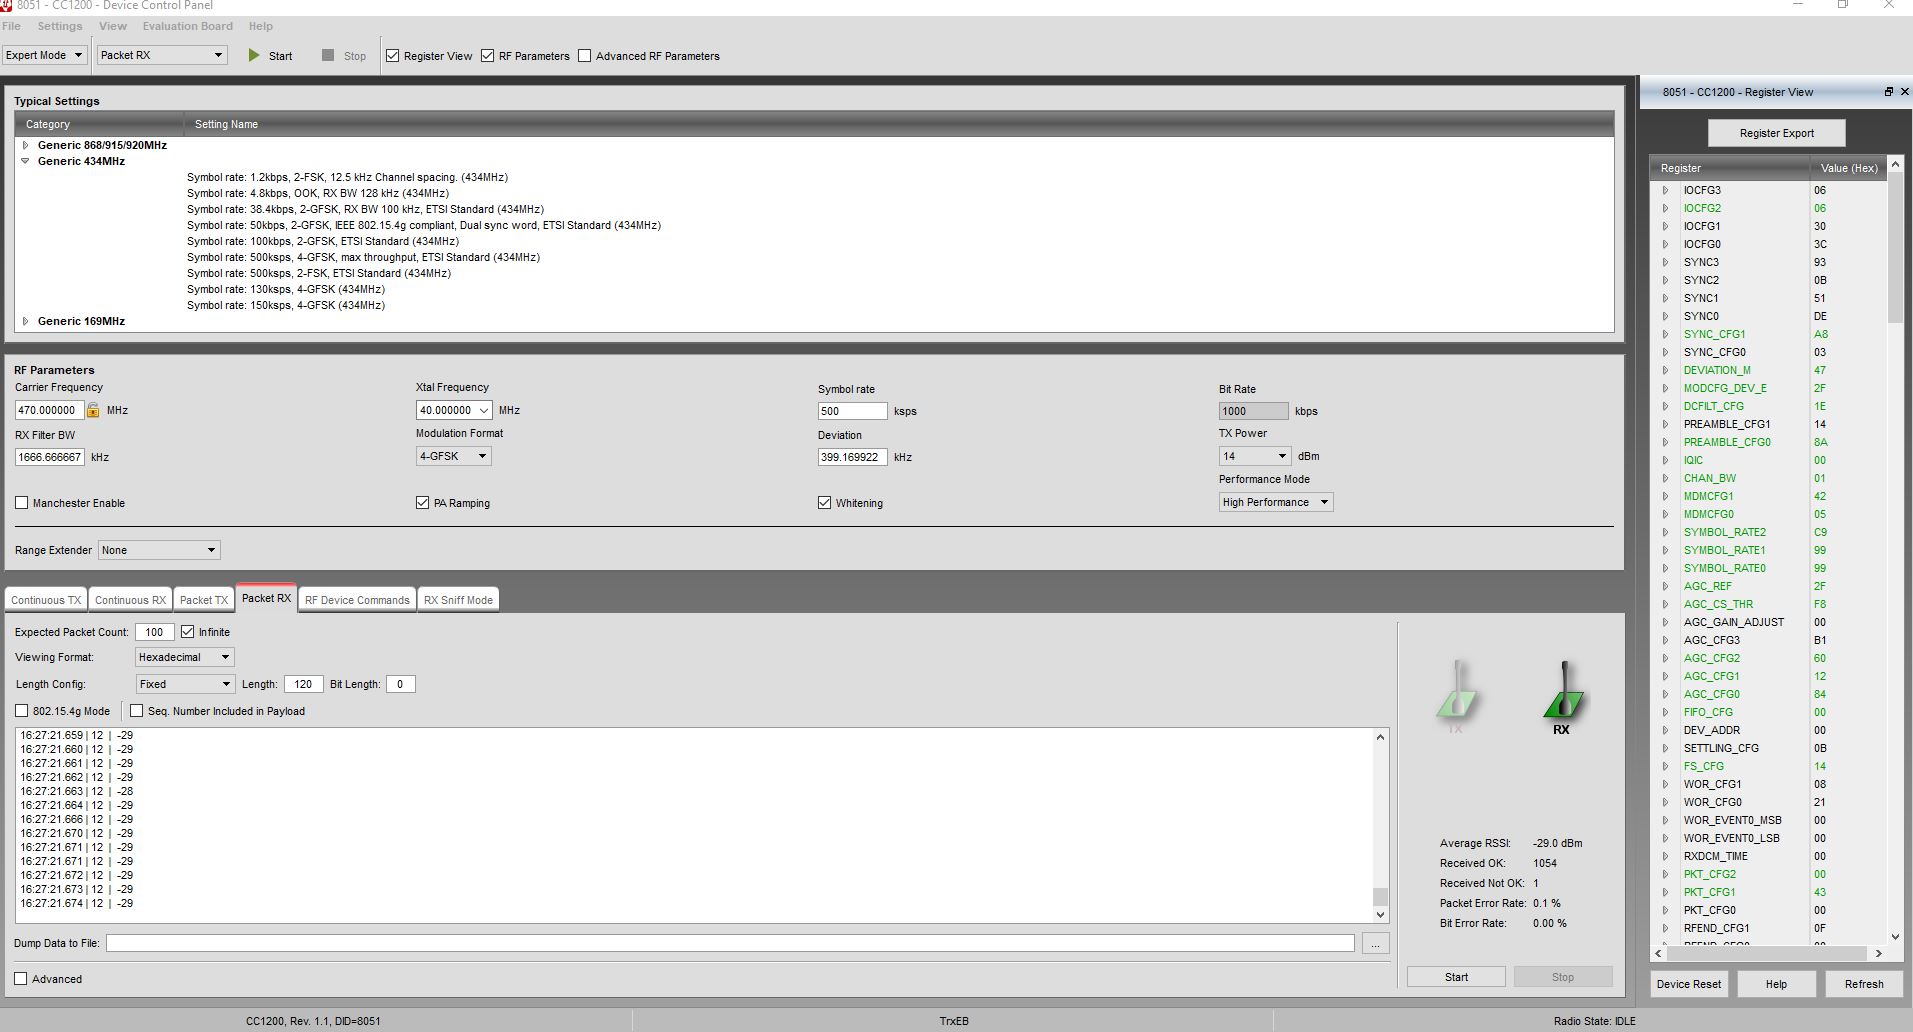 8051 - CC1200 - Device Control Panel
File Settings View Evaluation Board Help
Expert Mode Packet RX Start Stop Register View RF Parameters Advanced RF Parameters
Typical Settings
Category Setting Name
Generic 868/915/920MHz
Generic 434MHz
Symbol rate: 1.2kbps, 2-FSK, 12.5 kHz Channel spacing. (434MHz)
Symbol rate: 4.8kbps, OOK, RX BW 128 kHz (434MHz)
Symbol rate: 38.4kbps, 2-GFSK, RX BW 100 kHz, ETSI Standard (434MHz)
Symbol rate: 50kbps, 2-GFSK, IEEE 802.15.4g compliant, Dual sync word, ETSI Standard (434MHz)
Symbol rate: 100kbps, 2-GFSK, ETSI Standard (434MHz)
Symbol rate: 500ksps, 4-GFSK, max throughput, ETSI Standard (434MHz)
Symbol rate: 500ksps, 2-FSK, ETSI Standard (434MHz)
Symbol rate: 130ksps, 4-GFSK (434MHz)
Symbol rate: 150ksps, 4-GFSK (434MHz)
Generic 169MHz
RF Parameters
Carrier Frequency Xtal Frequency Symbol rate Bit Rate
470.000000 MHz 40.000000 MHz 500 ksps 1000 kbps
RX Filter BW Modulation Format Deviation TX Power
1666.666667 kHz 4-GFSK 399.169922 kHz 14 dBm
Performance Mode
Manchester Enable PA Ramping Whitening High Performance
Range Extender None
Continuous TX Continuous RX Packet TX Packet RX RF Device Commands RX Sniff Mode
Expected Packet Count: 100 Infinite
Viewing Format: Hexadecimal
Length Config: Fixed Length: 120 Bit Length: 0
802.15.4g Mode Seq. Number Included in Payload
16:27:21.659 | 12 | -29
16:27:21.660 | 12 | -29
16:27:21.661 | 12 | -29
16:27:21.662 | 12 | -29
16:27:21.663 | 12 | -28
16:27:21.664 | 12 | -29
16:27:21.666 | 12 | -29
16:27:21.670 | 12 | -29
16:27:21.671 | 12 | -29
16:27:21.671 | 12 | -29
16:27:21.672 | 12 | -29
16:27:21.673 | 12 | -29
16:27:21.674 | 12 | -29
TX RX
Average RSSI: -29.0 dBm
Received OK: 1054
Received Not OK: 1
Packet Error Rate: 0.1 %
Bit Error Rate: 0.00 %
Dump Data to File: ...
Advanced
Start Stop
8051 - CC1200 - Register View
Register Export
Register Value (Hex)
IOCFG3 06
IOCFG2 06
IOCFG1 30
IOCFG0 3C
SYNC3 93
SYNC2 0B
SYNC1 51
SYNC0 DE
SYNC_CFG1 A8
SYNC_CFG0 03
DEVIATION_M 47
MODCFG_DEV_E 2F
DCFILT_CFG 1E
PREAMBLE_CFG1 14
PREAMBLE_CFG0 8A
IQIC 00
CHAN_BW 01
MDMCFG1 42
MDMCFG0 05
SYMBOL_RATE2 C9
SYMBOL_RATE1 99
SYMBOL_RATE0 99
AGC_REF 2F
AGC_CS_THR F8
AGC_GAIN_ADJUST 00
AGC_CFG3 B1
AGC_CFG2 60
AGC_CFG1 12
AGC_CFG0 84
FIFO_CFG 00
DEV_ADDR 00
SETTLING_CFG 0B
FS_CFG 14
WOR_CFG1 08
WOR_CFG0 21
WOR_EVENT0_MSB 00
WOR_EVENT0_LSB 00
RXDCM_TIME 00
PKT_CFG2 00
PKT_CFG1 43
PKT_CFG0 00
RFEND_CFG1 0F
Device Reset Help Refresh
CC1200, Rev. 1.1, DID=8051 TrxEB Radio State: IDLE